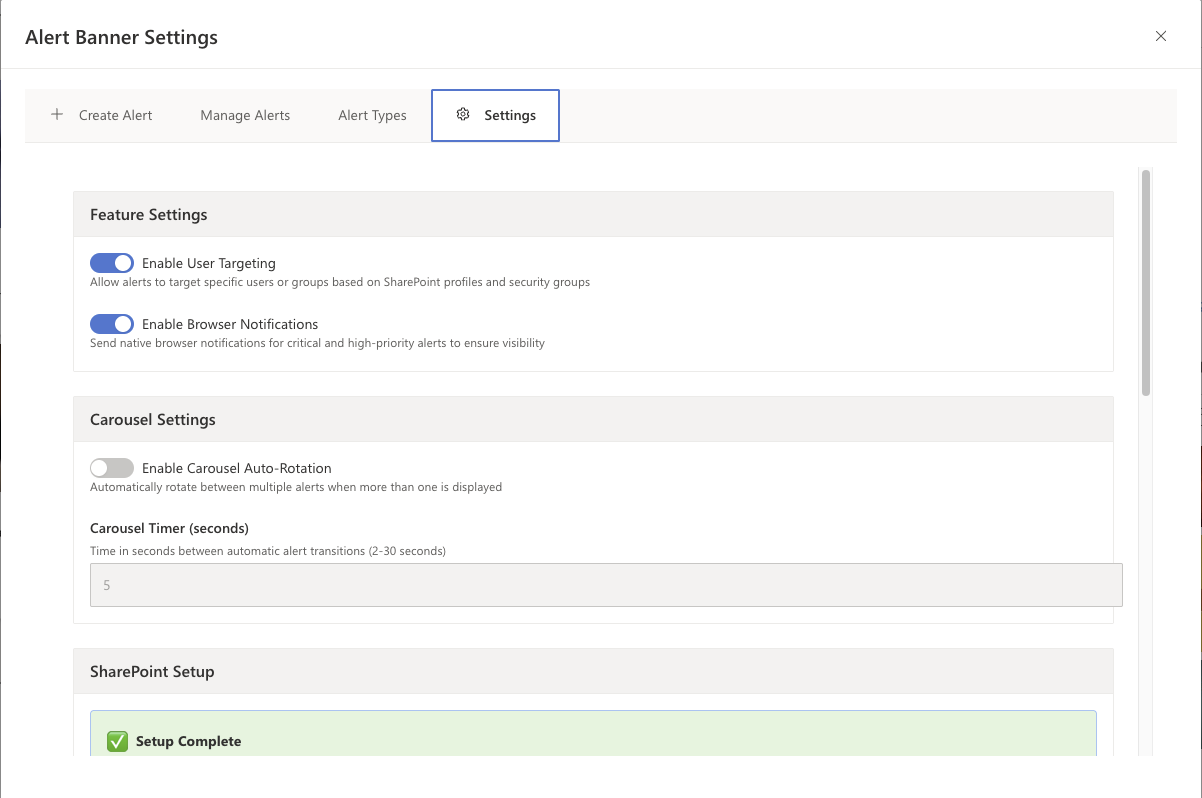 Alert Banner Settings
Create Alert
Manage Alerts
Alert Types
Settings
Feature Settings
Enable User Targeting
Allow alerts to target specific users or groups based on SharePoint profiles and security groups
Enable Browser Notifications
Send native browser notifications for critical and high-priority alerts to ensure visibility
Carousel Settings
Enable Carousel Auto-Rotation
Automatically rotate between multiple alerts when more than one is displayed
Carousel Timer (seconds)
Time in seconds between automatic alert transitions (2-30 seconds)
5
SharePoint Setup
✅ Setup Complete